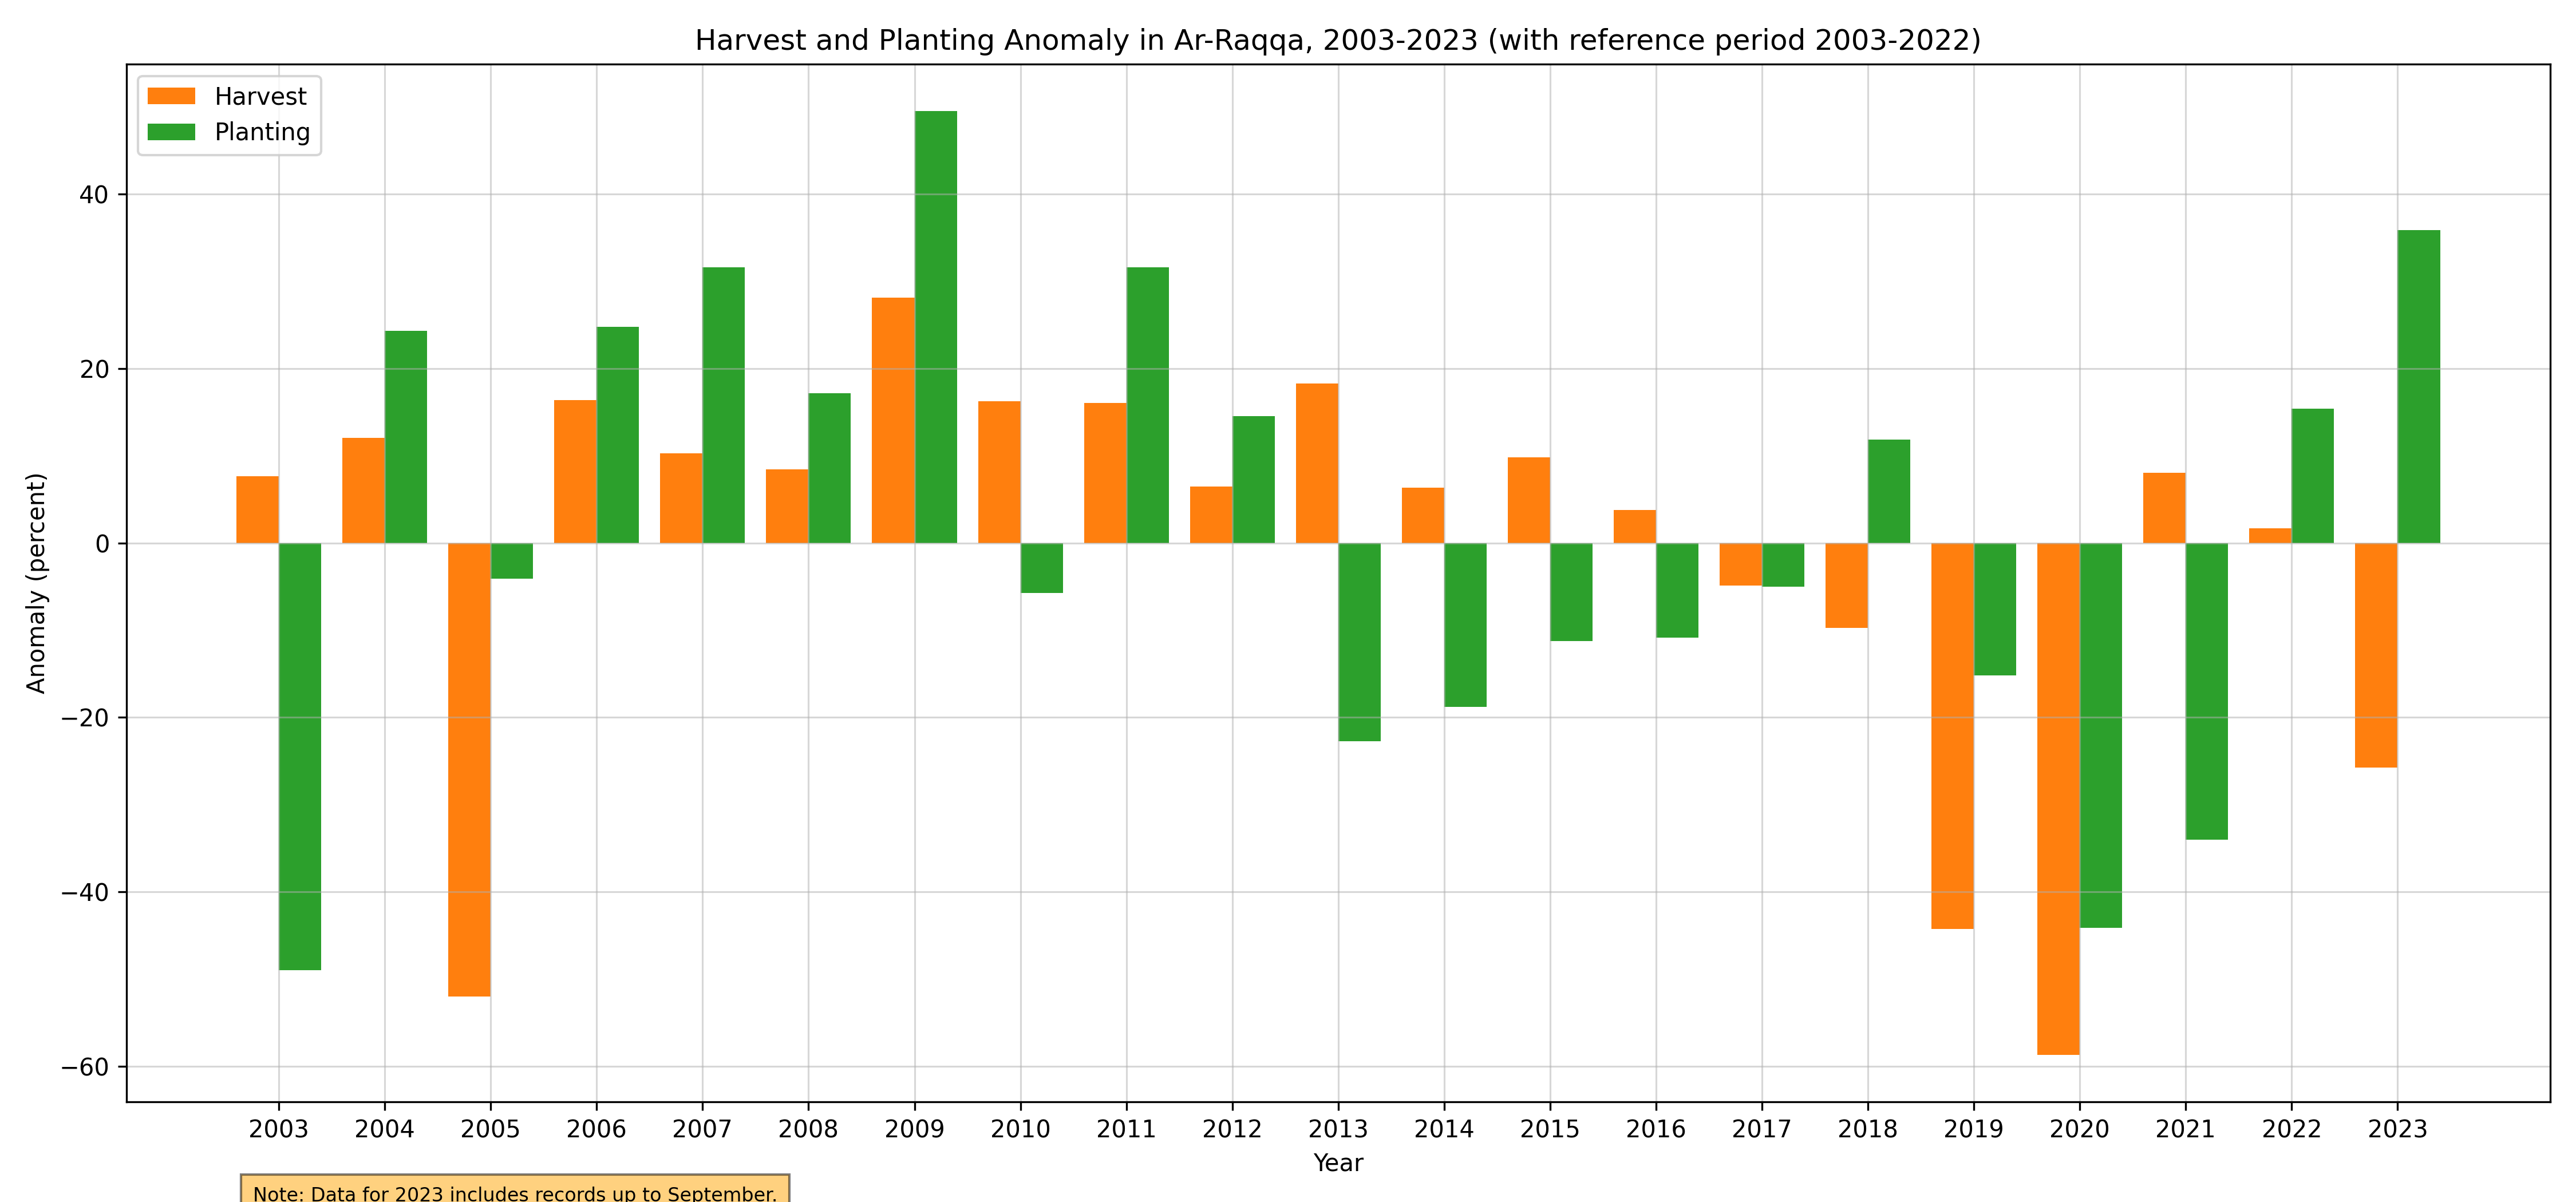 Harvest and Planting Anomaly in Ar-Raqqa, 2003-2023 (with reference period 2003-2022)
Harvest
Planting
Anomaly (percent)
40
20
0
−20
−40
−60
2003 2004 2005 2006 2007 2008 2009 2010 2011 2012 2013 2014 2015 2016 2017 2018 2019 2020 2021 2022 2023
Year
Note: Data for 2023 includes records up to September.